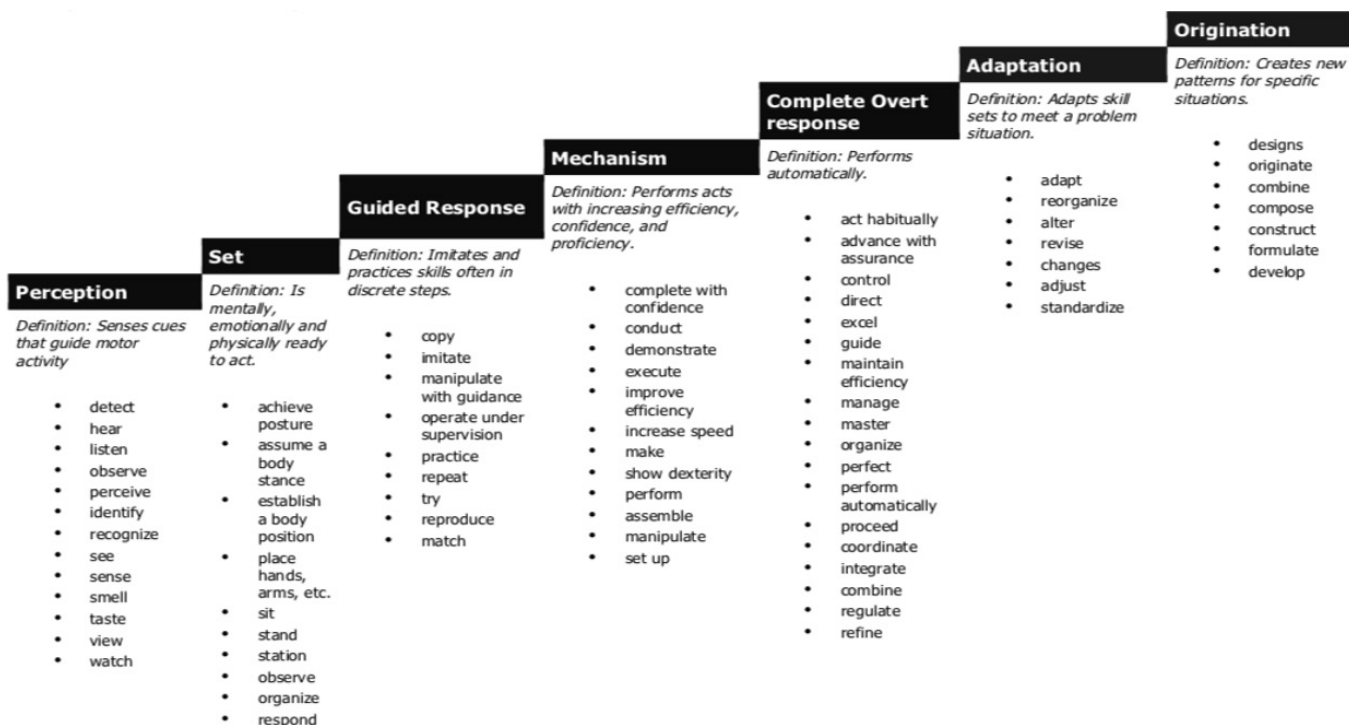 Perception
Definition: Senses cues
that guide motor
activity
• detect
• hear
• listen
• observe
• perceive
• identify
• recognize
• see
• sense
• smell
• taste
• view
• watch
Set
Definition: Is
mentally,
emotionally and
physically ready
to act.
• achieve
posture
• assume a
body
stance
• establish
a body
position
• place
hands,
arms, etc.
• sit
• stand
• station
• observe
• organize
• respond
Guided Response
Definition: Imitates and
practices skills often in
discrete steps.
• copy
• imitate
• manipulate
with guidance
• operate under
supervision
• practice
• repeat
• try
• reproduce
• match
Mechanism
Definition: Performs acts
with increasing efficiency,
confidence, and
proficiency.
• complete with
confidence
• conduct
• demonstrate
• execute
• improve
efficiency
• increase speed
• make
• show dexterity
• perform
• assemble
• manipulate
• set up
Complete Overt
response
Definition: Performs
automatically.
• act habitually
• advance with
assurance
• control
• direct
• excel
• guide
• maintain
efficiency
• manage
• master
• organize
• perfect
• perform
automatically
• proceed
• coordinate
• integrate
• combine
• regulate
• refine
Adaptation
Definition: Adapts skill
sets to meet a problem
situation.
• adapt
• reorganize
• alter
• revise
• changes
• adjust
• standardize
Origination
Definition: Creates new
patterns for specific
situations.
• designs
• originate
• combine
• compose
• construct
• formulate
• develop